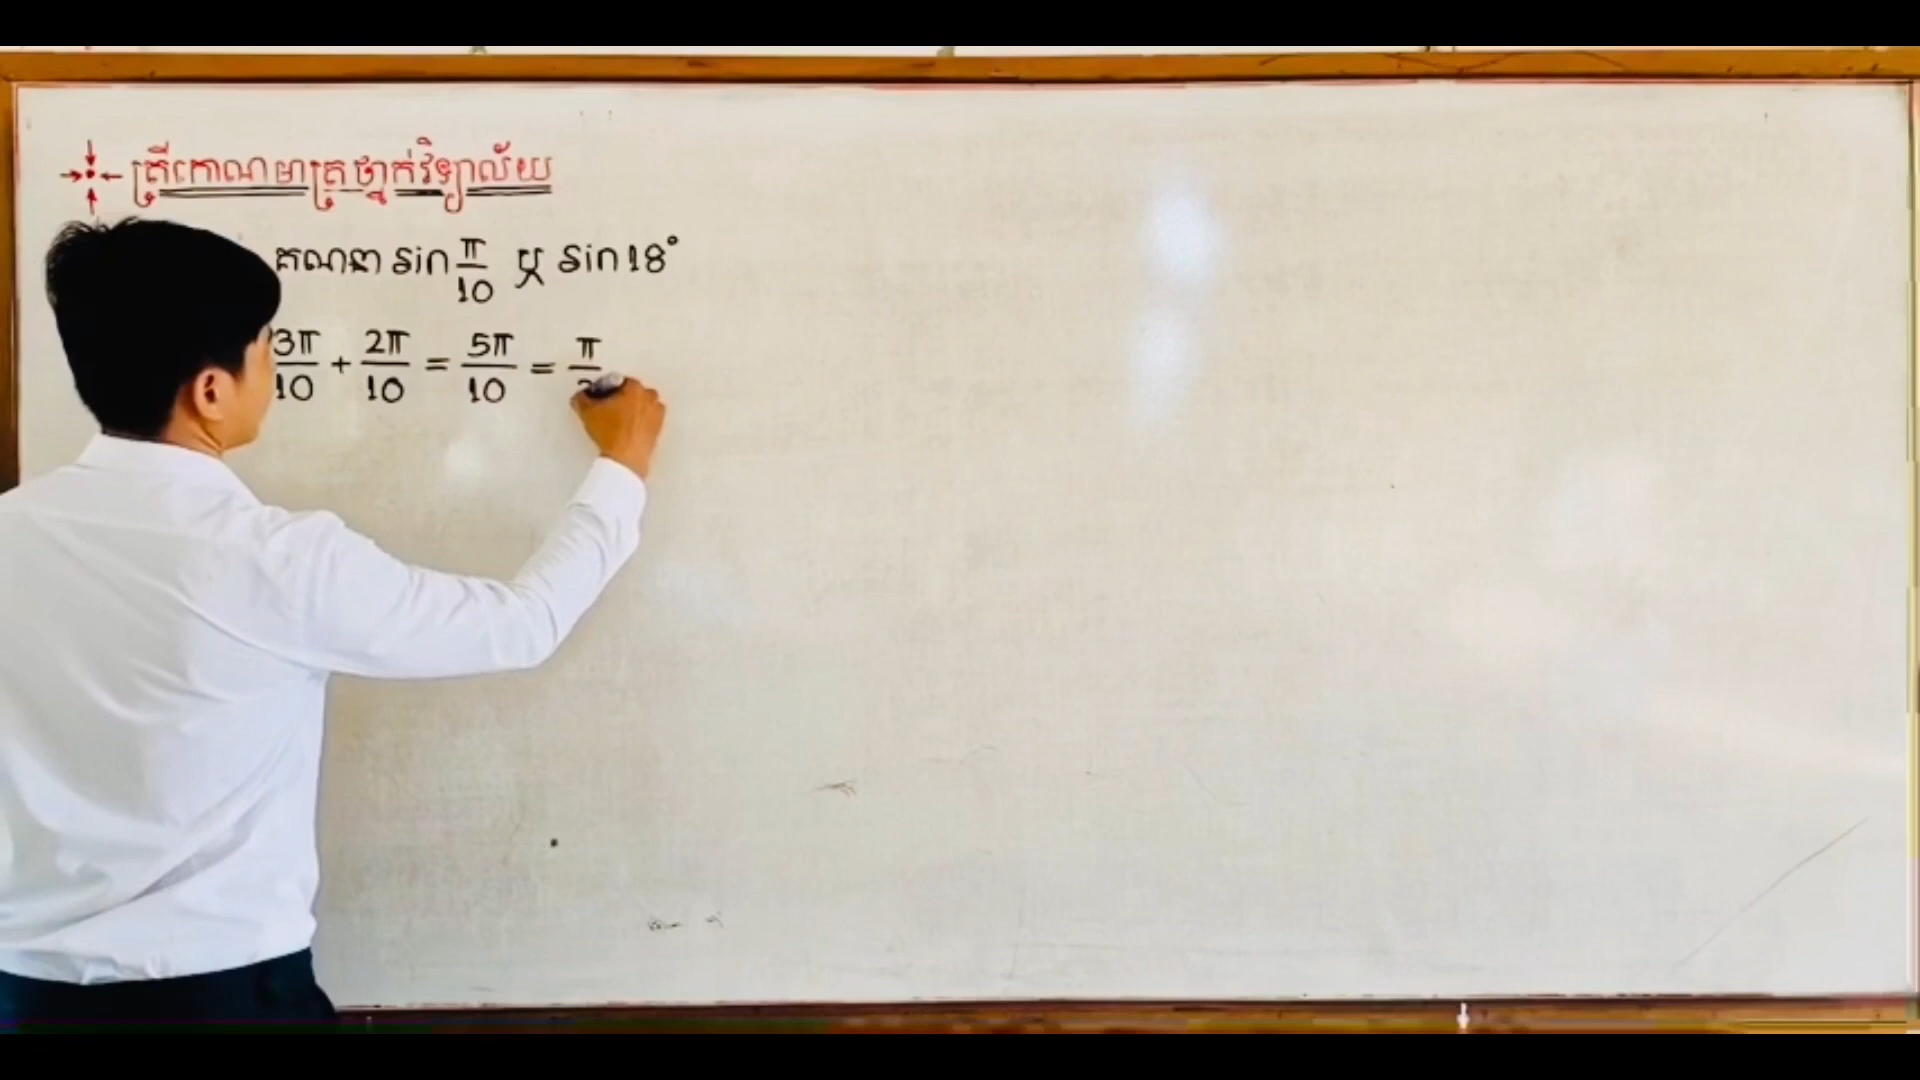 ត្រីកោណមាត្រថ្នាក់វិទ្យាល័យ
គណនា sin π/10 ឬ sin 18°
3π/10 + 2π/10 = 5π/10 = π/